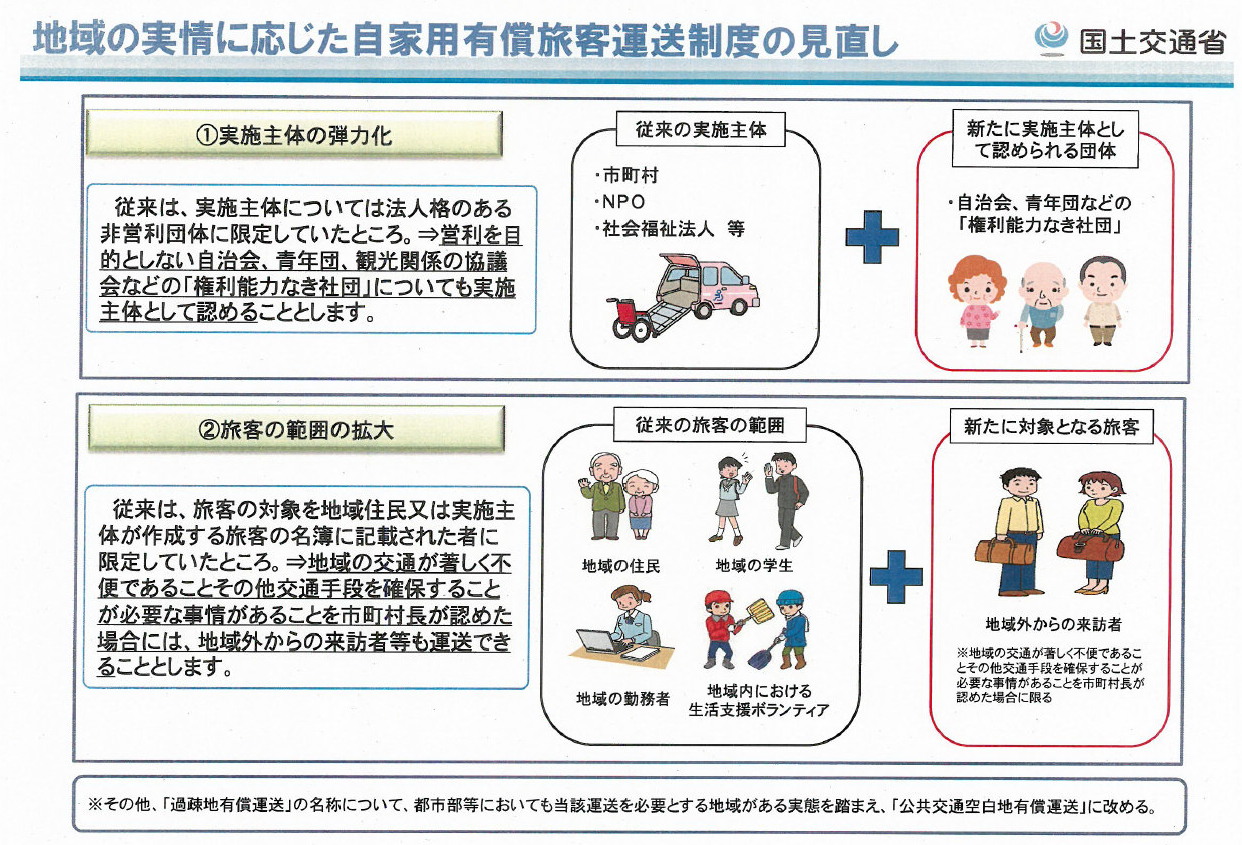 地域の実情に応じた自家用有償旅客運送制度の見直し
国土交通省
①実施主体の弾力化
従来は、実施主体については法人格のある
非営利団体に限定していたところ。⇒営利を目
的としない自治会、青年団、観光関係の協議
会などの「権利能力なき社団」についても実施
主体として認めることとします。
従来の実施主体
・市町村
・NPO
・社会福祉法人 等
新たに実施主体とし
て認められる団体
・自治会、青年団などの
「権利能力なき社団」
②旅客の範囲の拡大
従来は、旅客の対象を地域住民又は実施主
体が作成する旅客の名簿に記載された者に
限定していたところ。⇒地域の交通が著しく不
便であることその他交通手段を確保すること
が必要な事情があることを市町村長が認めた
場合には、地域外からの来訪者等も運送でき
ることとします。
従来の旅客の範囲
地域の住民
地域の学生
地域の勤務者
地域内における
生活支援ボランティア
新たに対象となる旅客
地域外からの来訪者
※地域の交通が著しく不便であるこ
とその他交通手段を確保することが
必要な事情があることを市町村長が
認めた場合に限る
※その他、「過疎地有償運送」の名称について、都市部等においても当該運送を必要とする地域がある実態を踏まえ、「公共交通空白地有償運送」に改める。